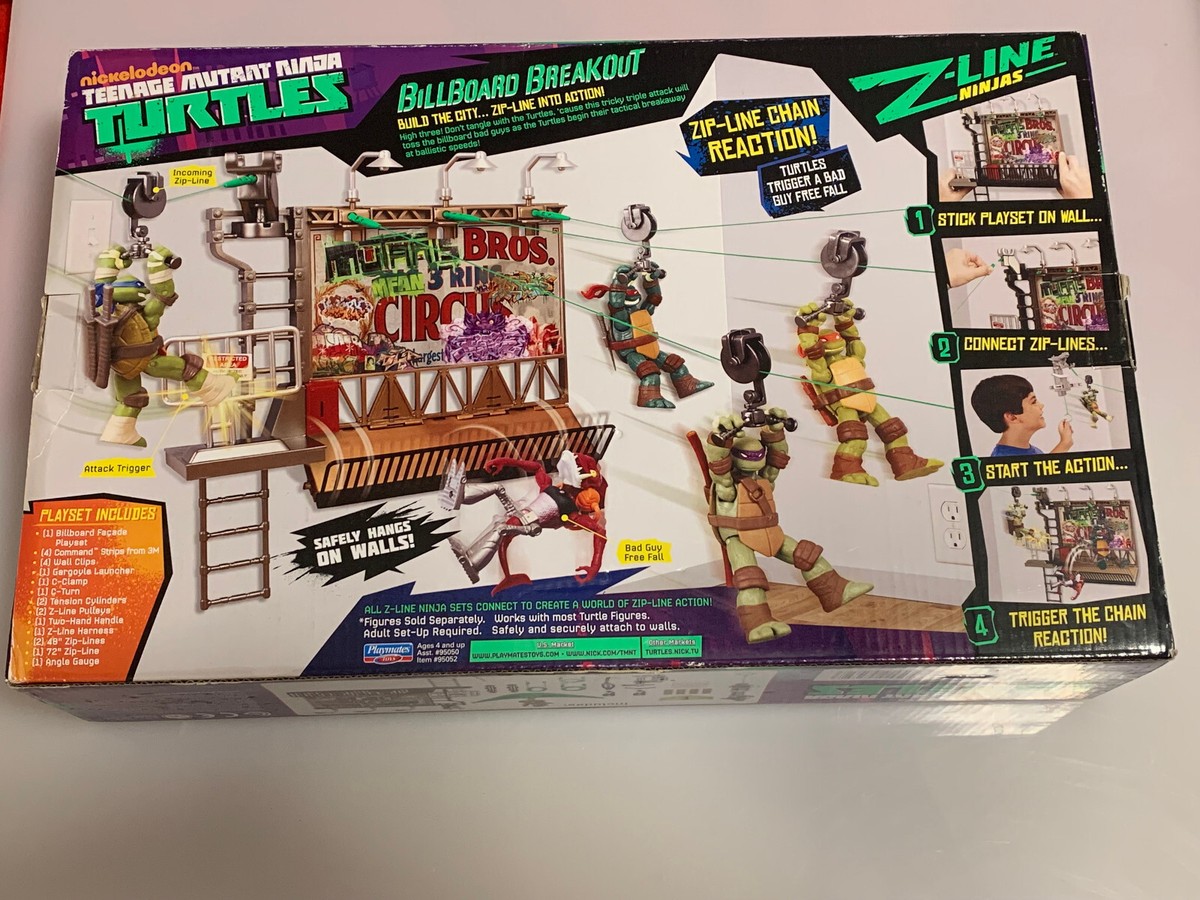 nickelodeon™
TEENAGE MUTANT NINJA
TURTLES
BILLBOARD BREAKOUT
BUILD THE CITY... ZIP-LINE INTO ACTION!
High three! Don't tangle with the Turtles, 'cause this tricky triple attack will
toss the billboard bad guys as the Turtles begin their tactical breakaway
at ballistic speeds!
Z-LINE
NINJAS
ZIP-LINE CHAIN
REACTION!
TURTLES
TRIGGER A BAD
GUY FREE FALL
Incoming
Zip-Line
BROS.
MEAN 3 RING
CIRCUS
largest
RESTRICTED
AREA
Attack Trigger
1 STICK PLAYSET ON WALL...
2 CONNECT ZIP-LINES...
3 START THE ACTION...
4 TRIGGER THE CHAIN
REACTION!
PLAYSET INCLUDES
• (1) Billboard Façade
Playset
• (4) Command™ Strips from 3M
• (4) Wall Clips
• (1) Gargoyle Launcher
• (1) C-Clamp
• (1) C-Turn
• (2) Tension Cylinders
• (2) Z-Line Pulleys
• (1) Two-Hand Handle
• (1) Z-Line Harness
• (2) 48" Zip-Lines
• (1) 72" Zip-Line
• (1) Angle Gauge
SAFELY HANGS
ON WALLS!
Bad Guy
Free Fall
ALL Z-LINE NINJA SETS CONNECT TO CREATE A WORLD OF ZIP-LINE ACTION!
*Figures Sold Separately. Works with most Turtle Figures.
Adult Set-Up Required. Safely and securely attach to walls.
Playmates
TOYS
Ages 4 and up
Asst. #95050
Item #95052
U.S. Market
WWW.PLAYMATESTOYS.COM • WWW.NICK.COM/TMNT
Other Markets
TURTLES.NICK.TV